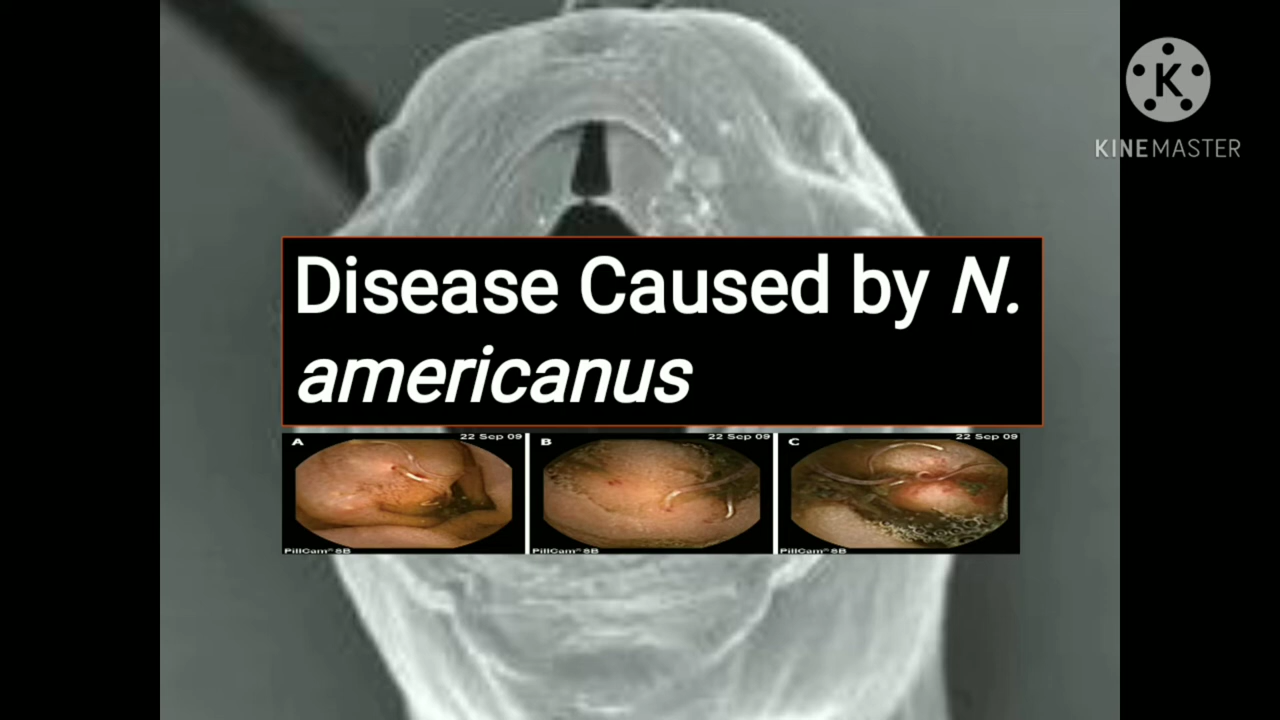 KINEMASTER
Disease Caused by N.
americanus
A 22 Sep 09
B 22 Sep 09
C 22 Sep 09
PillCam® SB
PillCam® SB
PillCam® SB